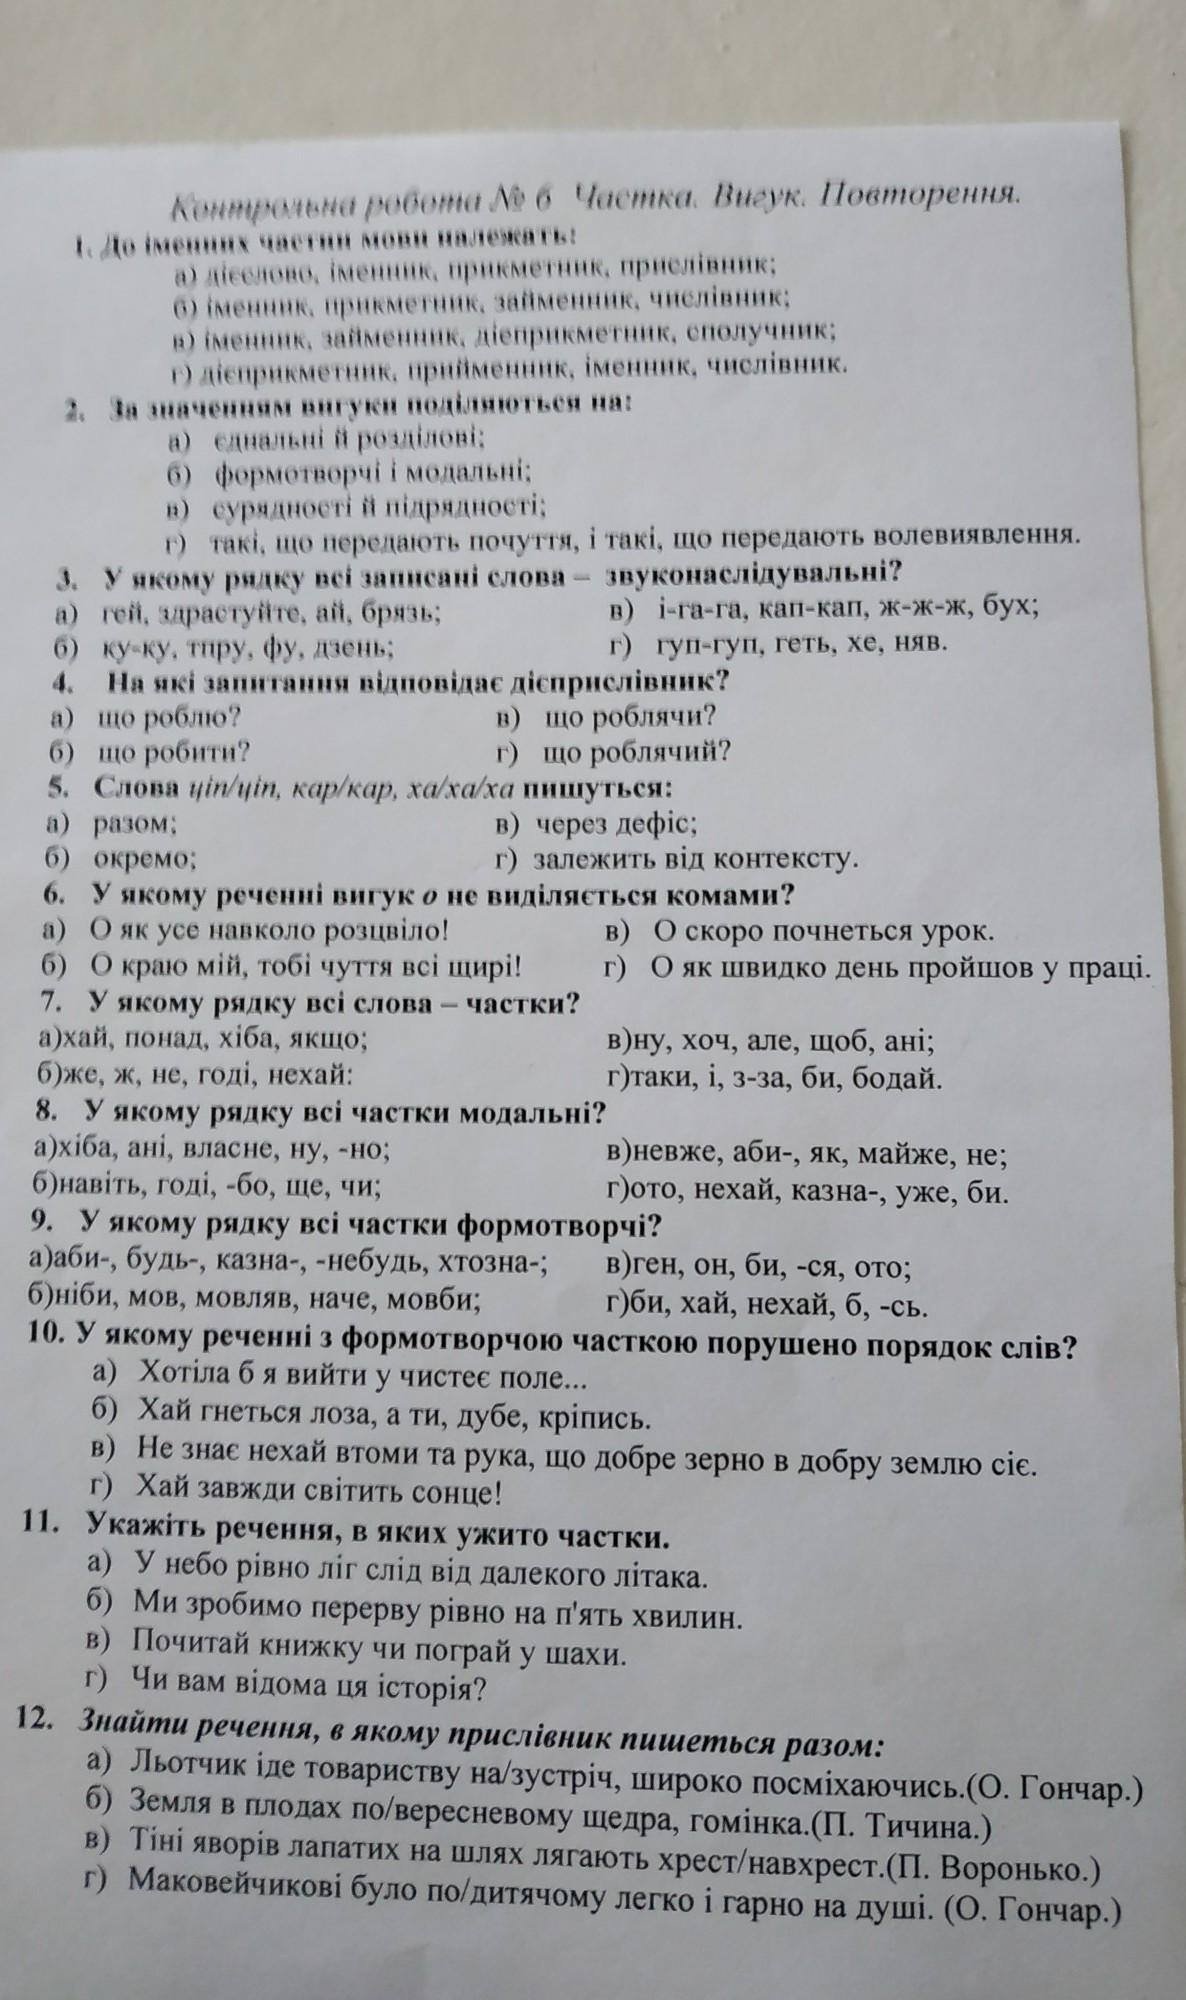 Контрольна робота № 6 Частка. Вигук. Повторення.
1. До іменних частин мови належать:
а) дієслово, іменник, прикметник, прислівник;
б) іменник, прикметник, займенник, числівник;
в) іменник, займенник, дієприкметник, сполучник;
г) дієприкметник, прийменник, іменник, числівник.
2. За значенням вигуки поділяються на:
а) єднальні й розділові;
б) формотворчі і модальні;
в) сурядності й підрядності;
г) такі, що передають почуття, і такі, що передають волевиявлення.
3. У якому рядку всі записані слова – звуконаслідувальні?
а) гей, здрастуйте, ай, брязь; в) і-га-га, кап-кап, ж-ж-ж, бух;
б) ку-ку, тпру, фу, дзень; г) гуп-гуп, геть, хе, няв.
4. На які запитання відповідає дієприслівник?
а) що роблю? в) що роблячи?
б) що робити? г) що роблячий?
5. Слова ціп/ціп, кар/кар, ха/ха/ха пишуться:
а) разом; в) через дефіс;
б) окремо; г) залежить від контексту.
6. У якому реченні вигук о не виділяється комами?
а) О як усе навколо розцвіло! в) О скоро почнеться урок.
б) О краю мій, тобі чуття всі щирі! г) О як швидко день пройшов у праці.
7. У якому рядку всі слова – частки?
а)хай, понад, хіба, якщо; в)ну, хоч, але, щоб, ані;
б)же, ж, не, годі, нехай: г)таки, і, з-за, би, бодай.
8. У якому рядку всі частки модальні?
а)хіба, ані, власне, ну, -но; в)невже, аби-, як, майже, не;
б)навіть, годі, -бо, ще, чи; г)ото, нехай, казна-, уже, би.
9. У якому рядку всі частки формотворчі?
а)аби-, будь-, казна-, -небудь, хтозна-; в)ген, он, би, -ся, ото;
б)ніби, мов, мовляв, наче, мовби; г)би, хай, нехай, б, -сь.
10. У якому реченні з формотворчою часткою порушено порядок слів?
а) Хотіла б я вийти у чистеє поле...
б) Хай гнеться лоза, а ти, дубе, кріпись.
в) Не знає нехай втоми та рука, що добре зерно в добру землю сіє.
г) Хай завжди світить сонце!
11. Укажіть речення, в яких ужито частки.
а) У небо рівно ліг слід від далекого літака.
б) Ми зробимо перерву рівно на п'ять хвилин.
в) Почитай книжку чи пограй у шахи.
г) Чи вам відома ця історія?
12. Знайти речення, в якому прислівник пишеться разом:
а) Льотчик іде товариству на/зустріч, широко посміхаючись.(О. Гончар.)
б) Земля в плодах по/вересневому щедра, гомінка.(П. Тичина.)
в) Тіні яворів лапатих на шлях лягають хрест/навхрест.(П. Воронько.)
г) Маковейчикові було по/дитячому легко і гарно на душі. (О. Гончар.)